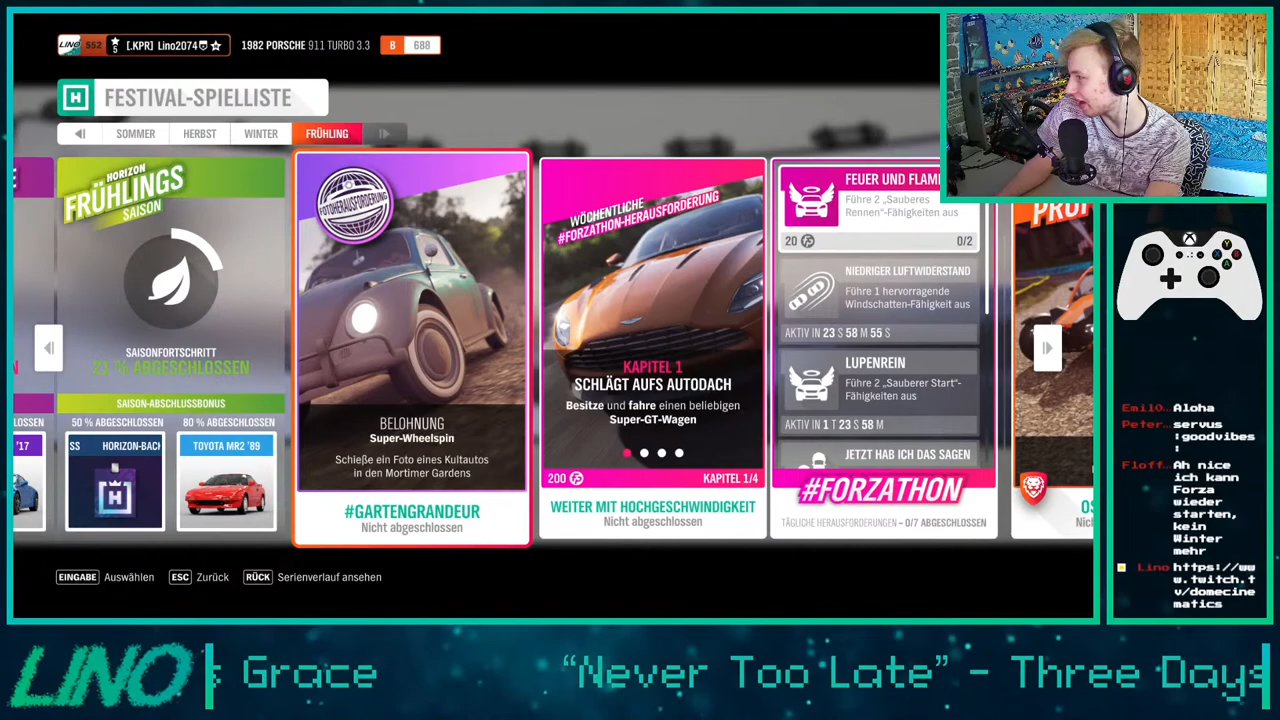 LINO 552 5 [.KPR] Lino2074 1982 PORSCHE 911 TURBO 3.3 B 688
H FESTIVAL-SPIELLISTE
SOMMER HERBST WINTER FRÜHLING
HORIZON
FRÜHLINGS
SAISON
SAISONFORTSCHRITT
21 % ABGESCHLOSSEN
SAISON-ABSCHLUSSBONUS
LOSSEN 50 % ABGESCHLOSSEN 80 % ABGESCHLOSSEN
'17 SS HORIZON-BACK TOYOTA MR2 '89
FOTOHERAUSFORDERUNG
BELOHNUNG
Super-Wheelspin
Schieße ein Foto eines Kultautos
in den Mortimer Gardens
#GARTENGRANDEUR
Nicht abgeschlossen
WÖCHENTLICHE
#FORZATHON-HERAUSFORDERUNG
KAPITEL 1
SCHLÄGT AUFS AUTODACH
Besitze und fahre einen beliebigen
Super-GT-Wagen
200 KAPITEL 1/4
WEITER MIT HOCHGESCHWINDIGKEIT
Nicht abgeschlossen
FEUER UND FLAM
Führe 2 „Sauberes
Rennen“-Fähigkeiten aus
20 0/2
NIEDRIGER LUFTWIDERSTAND
Führe 1 hervorragende
Windschatten-Fähigkeit aus
AKTIV IN 23 S 58 M 55 S
LUPENREIN
Führe 2 „Sauberer Start“-
Fähigkeiten aus
AKTIV IN 1 T 23 S 58 M
JETZT HAB ICH DAS SAGEN
#FORZATHON
TÄGLICHE HERAUSFORDERUNGEN – 0/7 ABGESCHLOSSEN
EINGABE Auswählen ESC Zurück RÜCK Serienverlauf ansehen
Emil0... Aloha
Peter... servus
:goodvibes
:
Floff... Ah nice
ich kann
Forza
wieder
starten,
kein
Winter
mehr
Lino https://ww
w.twitch.t
v/domecine
matics
LINO s Grace “Never Too Late” - Three Days